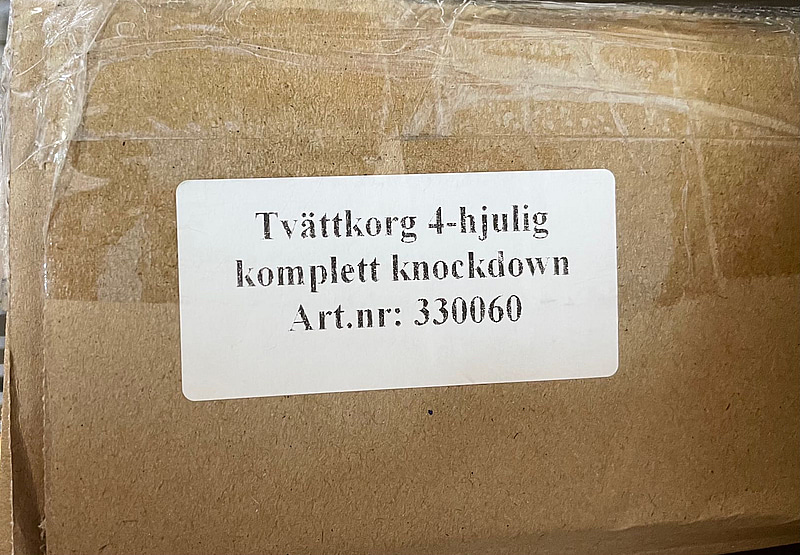 Tvättkorg 4-hjulig
komplett knockdown
Art.nr: 330060